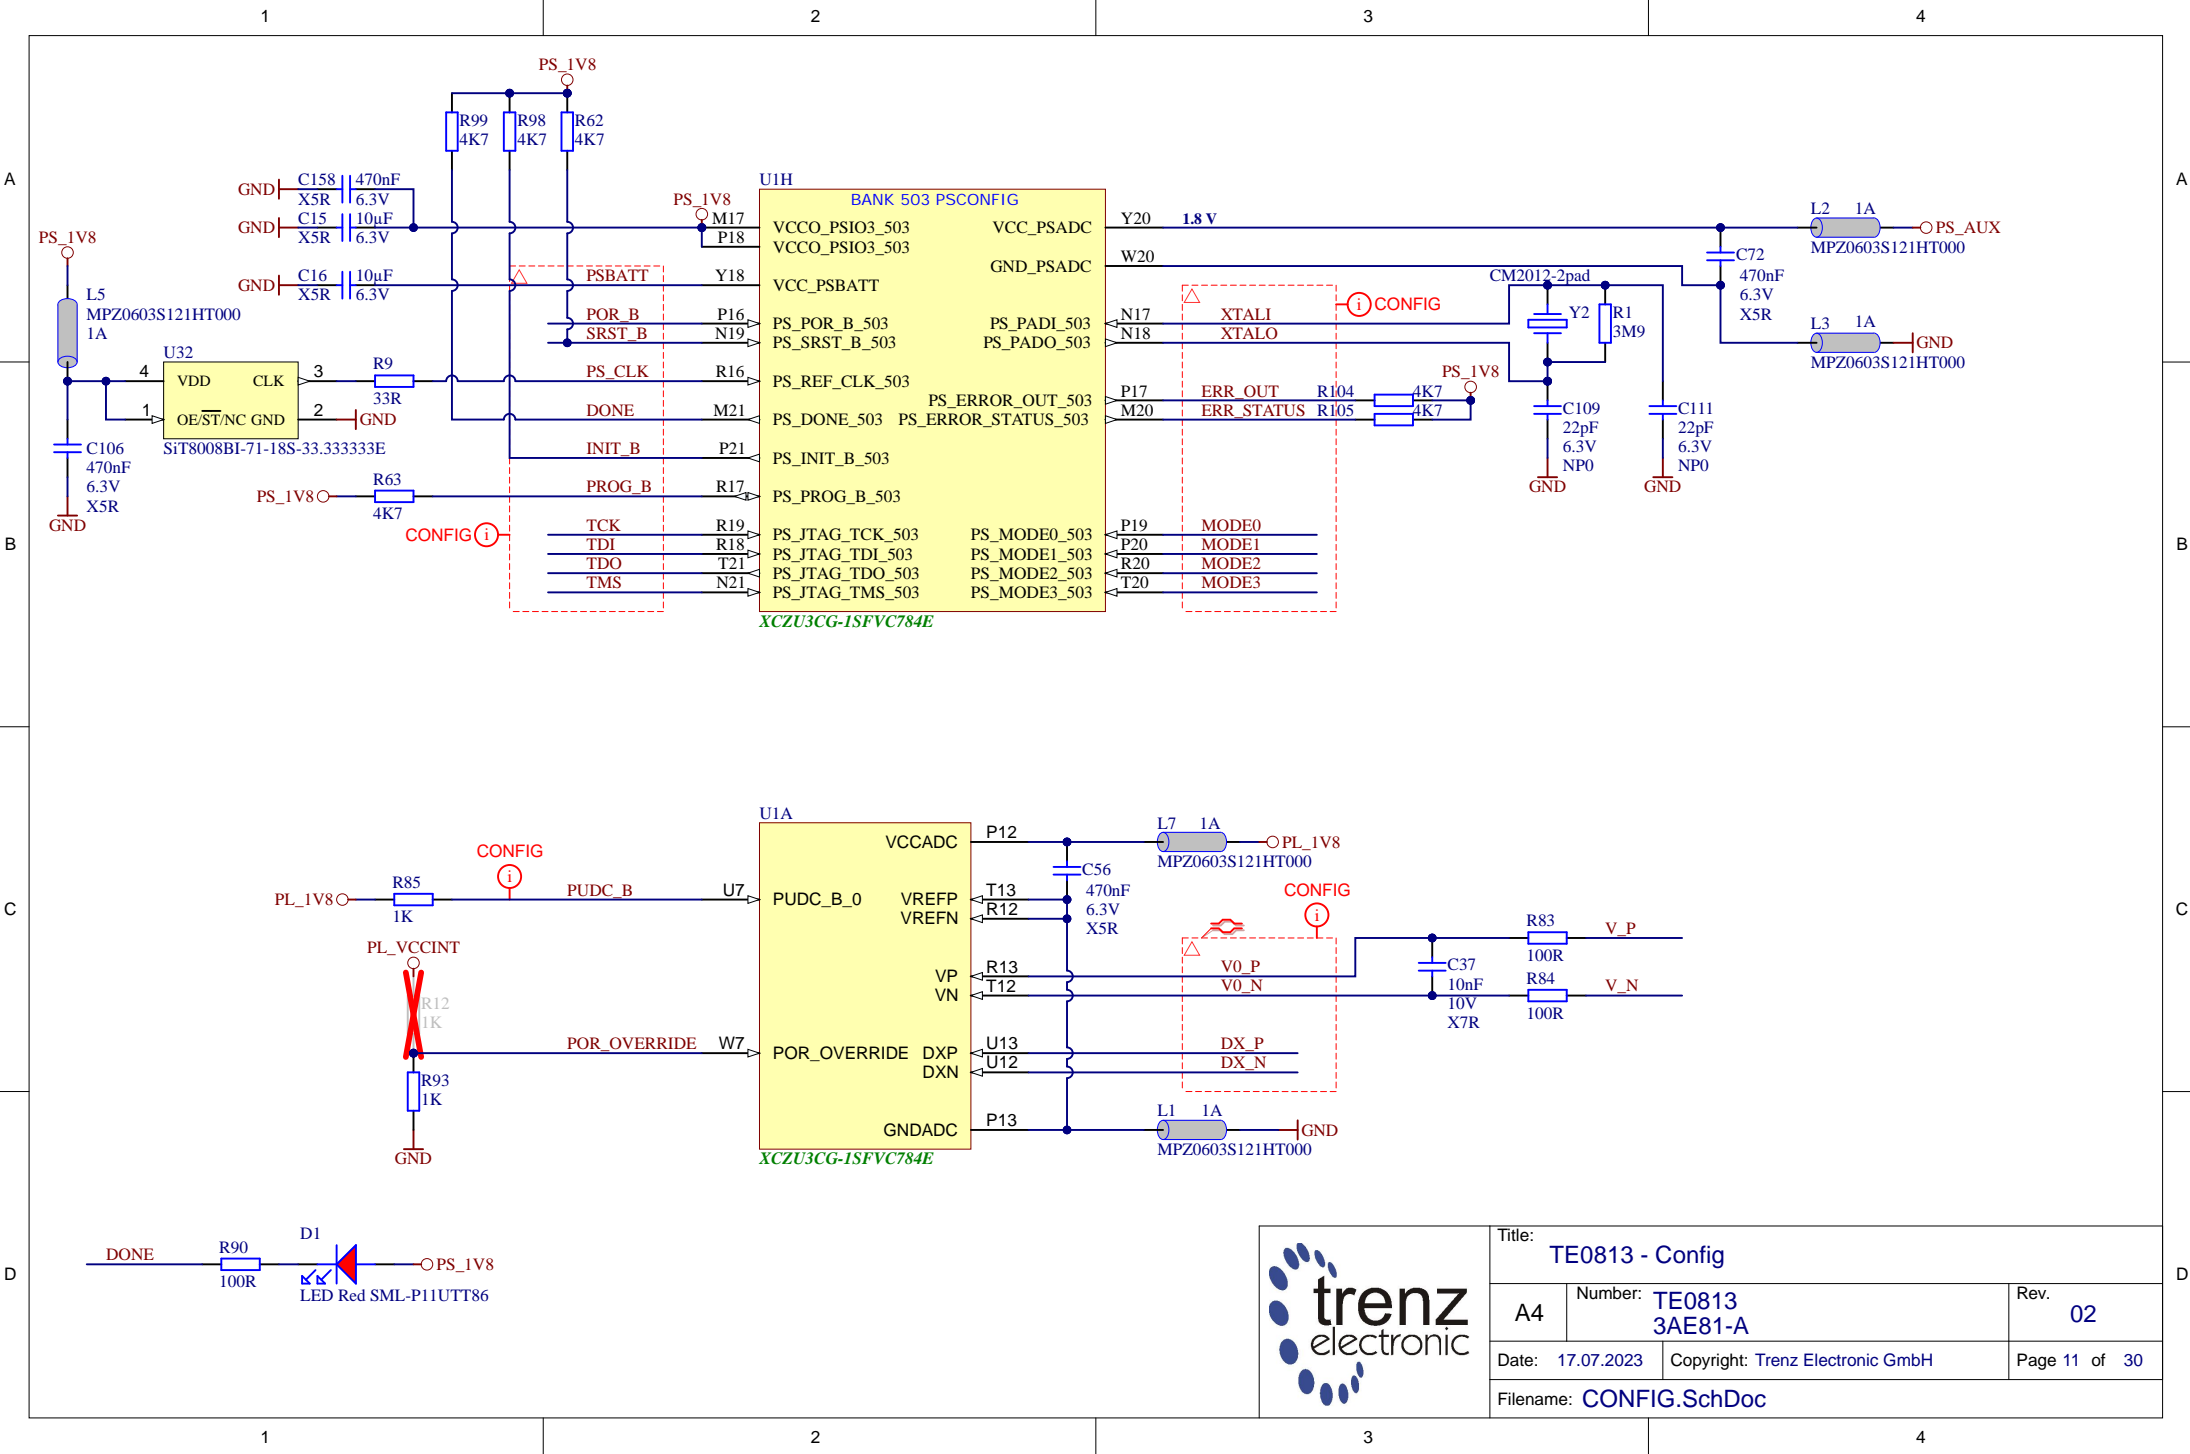 1 2 3 4
A
PS_1V8
R99 R98 R62
4K7 4K7 4K7
GND C158 470nF
X5R 6.3V
GND C15 10µF
X5R 6.3V
GND C16 10µF
X5R 6.3V
PS_1V8
PS_1V8
L5
MPZ0603S121HT000
1A
U32
4 VDD CLK 3
1 OE/ST/NC GND 2 GND
SiT8008BI-71-18S-33.333333E
C106
470nF
6.3V
X5R
GND
R9
33R
PS_1V8 R63
4K7
CONFIG i
PSBATT
POR_B
SRST_B
PS_CLK
DONE
INIT_B
PROG_B
TCK
TDI
TDO
TMS
U1H
BANK 503 PSCONFIG
M17 VCCO_PSIO3_503 VCC_PSADC Y20 1.8 V
P18 VCCO_PSIO3_503
GND_PSADC W20
Y18 VCC_PSBATT
P16 PS_POR_B_503 PS_PADI_503 N17 XTALI
N19 PS_SRST_B_503 PS_PADO_503 N18 XTALO
R16 PS_REF_CLK_503
PS_ERROR_OUT_503 P17 ERR_OUT R104 4K7
M21 PS_DONE_503 PS_ERROR_STATUS_503 M20 ERR_STATUS R105 4K7
P21 PS_INIT_B_503
R17 PS_PROG_B_503
R19 PS_JTAG_TCK_503 PS_MODE0_503 P19 MODE0
R18 PS_JTAG_TDI_503 PS_MODE1_503 P20 MODE1
T21 PS_JTAG_TDO_503 PS_MODE2_503 R20 MODE2
N21 PS_JTAG_TMS_503 PS_MODE3_503 T20 MODE3
XCZU3CG-1SFVC784E
i CONFIG
PS_1V8
CM2012-2pad
Y2
R1
3M9
C109
22pF
6.3V
NP0
GND
C111
22pF
6.3V
NP0
GND
L2 1A PS_AUX
MPZ0603S121HT000
C72
470nF
6.3V
X5R
L3 1A GND
MPZ0603S121HT000
A
B
B
U1A
CONFIG
i
PL_1V8 R85 PUDC_B U7 PUDC_B_0
1K
PL_VCCINT
R12
1K
POR_OVERRIDE W7 POR_OVERRIDE
R93
1K
GND
VCCADC P12
VREFP T13
VREFN R12
VP R13 V0_P
VN T12 V0_N
DXP U13 DX_P
DXN U12 DX_N
GNDADC P13
XCZU3CG-1SFVC784E
L7 1A PL_1V8
MPZ0603S121HT000
C56
470nF
6.3V
X5R
CONFIG
i
C37
10nF
10V
X7R
R83 V_P
100R
R84 V_N
100R
L1 1A GND
MPZ0603S121HT000
C
C
D
DONE R90 D1 PS_1V8
100R
LED Red SML-P11UTT86
trenz
electronic
Title:
TE0813 - Config
A4
Number: TE0813
3AE81-A
Rev.
02
Date: 17.07.2023 Copyright: Trenz Electronic GmbH Page 11 of 30
Filename: CONFIG.SchDoc
D
1 2 3 4